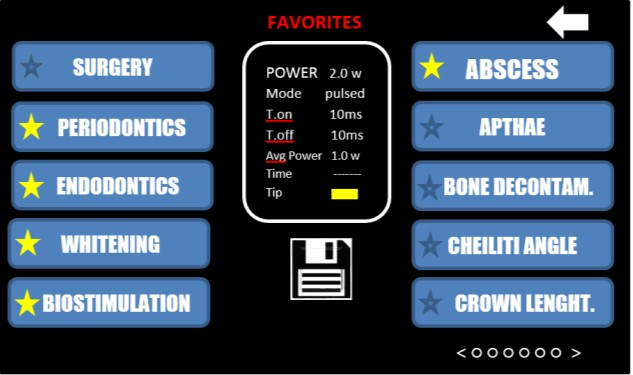 FAVORITES
SURGERY
PERIODONTICS
ENDODONTICS
WHITENING
BIOSTIMULATION
POWER 2.0 w
Mode pulsed
T.on 10ms
T.off 10ms
Avg Power 1.0 w
Time -------
Tip
ABSCESS
APTHAE
BONE DECONTAM.
CHEILITI ANGLE
CROWN LENGHT.
< ○ ○ ○ ○ ○ ○ >